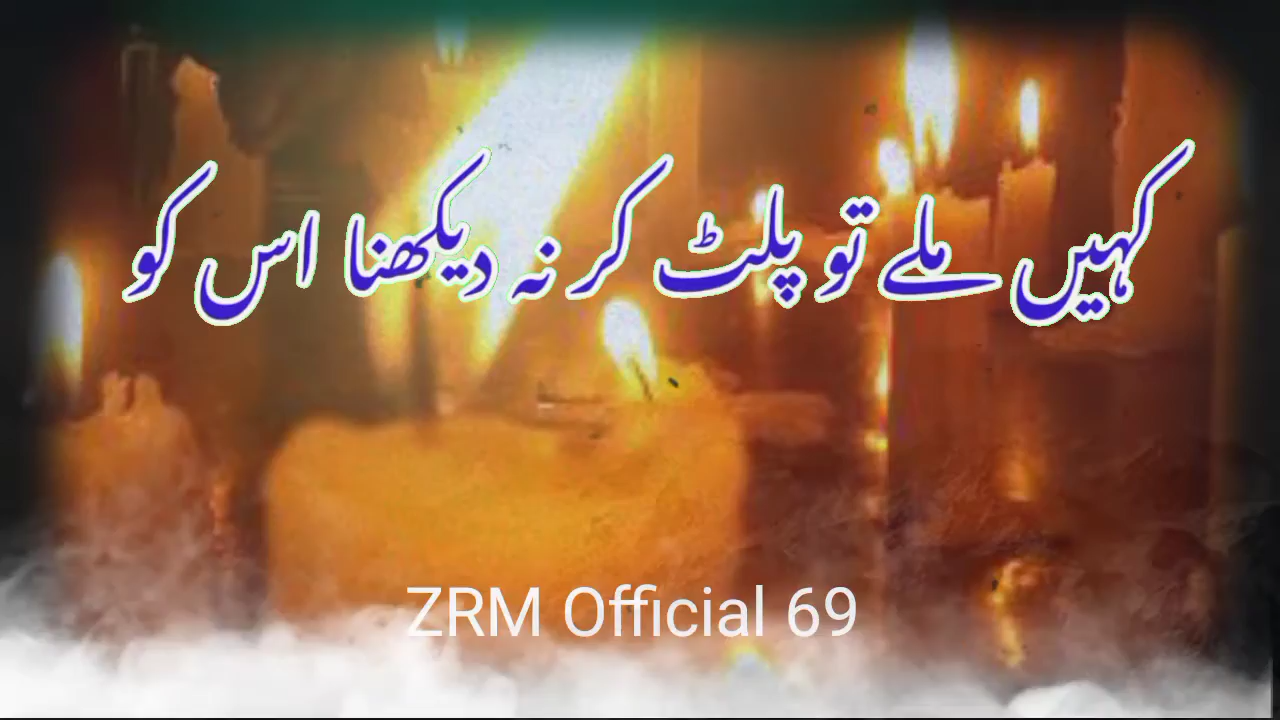 کہیں ملے تو پلٹ کر نہ دیکھنا اس کو
ZRM Official 69